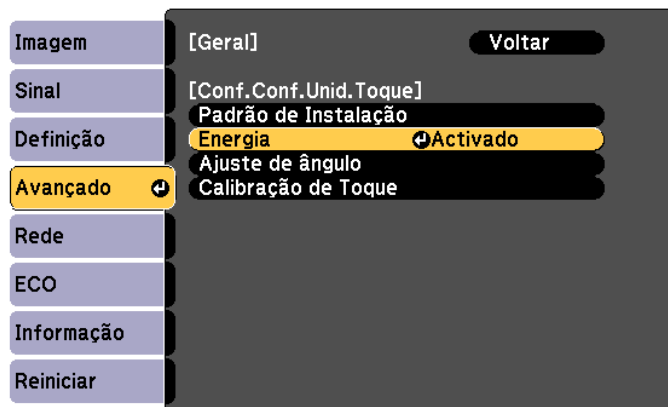 Imagem
Sinal
Definição
Avançado
Rede
ECO
Informação
Reiniciar
[Geral] Voltar
[Conf.Conf.Unid.Toque]
Padrão de Instalação
Energia Activado
Ajuste de ângulo
Calibração de Toque